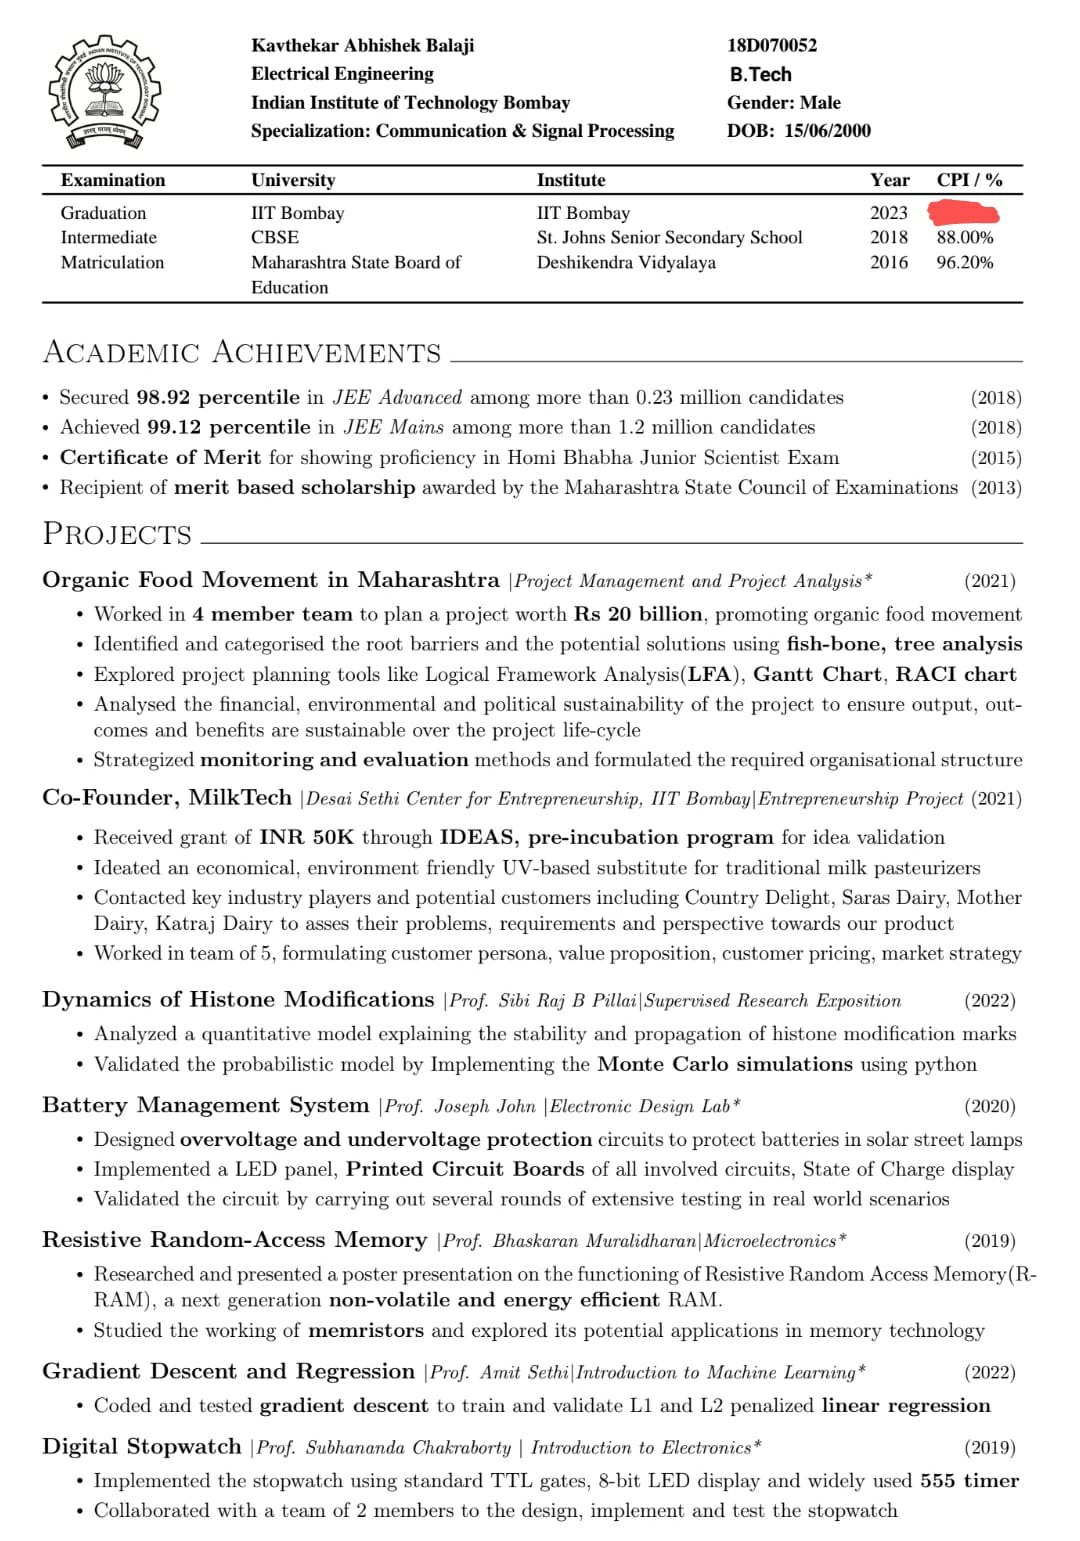 Kavthekar Abhishek Balaji 18D070052
Electrical Engineering B.Tech
Indian Institute of Technology Bombay Gender: Male
Specialization: Communication & Signal Processing DOB: 15/06/2000
Examination University Institute Year CPI / %
Graduation IIT Bombay IIT Bombay 2023
Intermediate CBSE St. Johns Senior Secondary School 2018 88.00%
Matriculation Maharashtra State Board of Deshikendra Vidyalaya 2016 96.20%
Education
ACADEMIC ACHIEVEMENTS
• Secured 98.92 percentile in JEE Advanced among more than 0.23 million candidates (2018)
• Achieved 99.12 percentile in JEE Mains among more than 1.2 million candidates (2018)
• Certificate of Merit for showing proficiency in Homi Bhabha Junior Scientist Exam (2015)
• Recipient of merit based scholarship awarded by the Maharashtra State Council of Examinations (2013)
PROJECTS
Organic Food Movement in Maharashtra |Project Management and Project Analysis* (2021)
• Worked in 4 member team to plan a project worth Rs 20 billion, promoting organic food movement
• Identified and categorised the root barriers and the potential solutions using fish-bone, tree analysis
• Explored project planning tools like Logical Framework Analysis(LFA), Gantt Chart, RACI chart
• Analysed the financial, environmental and political sustainability of the project to ensure output, out-
comes and benefits are sustainable over the project life-cycle
• Strategized monitoring and evaluation methods and formulated the required organisational structure
Co-Founder, MilkTech |Desai Sethi Center for Entrepreneurship, IIT Bombay|Entrepreneurship Project (2021)
• Received grant of INR 50K through IDEAS, pre-incubation program for idea validation
• Ideated an economical, environment friendly UV-based substitute for traditional milk pasteurizers
• Contacted key industry players and potential customers including Country Delight, Saras Dairy, Mother
Dairy, Katraj Dairy to asses their problems, requirements and perspective towards our product
• Worked in team of 5, formulating customer persona, value proposition, customer pricing, market strategy
Dynamics of Histone Modifications |Prof. Sibi Raj B Pillai|Supervised Research Exposition (2022)
• Analyzed a quantitative model explaining the stability and propagation of histone modification marks
• Validated the probabilistic model by Implementing the Monte Carlo simulations using python
Battery Management System |Prof. Joseph John |Electronic Design Lab* (2020)
• Designed overvoltage and undervoltage protection circuits to protect batteries in solar street lamps
• Implemented a LED panel, Printed Circuit Boards of all involved circuits, State of Charge display
• Validated the circuit by carrying out several rounds of extensive testing in real world scenarios
Resistive Random-Access Memory |Prof. Bhaskaran Muralidharan|Microelectronics* (2019)
• Researched and presented a poster presentation on the functioning of Resistive Random Access Memory(R-
RAM), a next generation non-volatile and energy efficient RAM.
• Studied the working of memristors and explored its potential applications in memory technology
Gradient Descent and Regression |Prof. Amit Sethi|Introduction to Machine Learning* (2022)
• Coded and tested gradient descent to train and validate L1 and L2 penalized linear regression
Digital Stopwatch |Prof. Subhananda Chakraborty | Introduction to Electronics* (2019)
• Implemented the stopwatch using standard TTL gates, 8-bit LED display and widely used 555 timer
• Collaborated with a team of 2 members to the design, implement and test the stopwatch